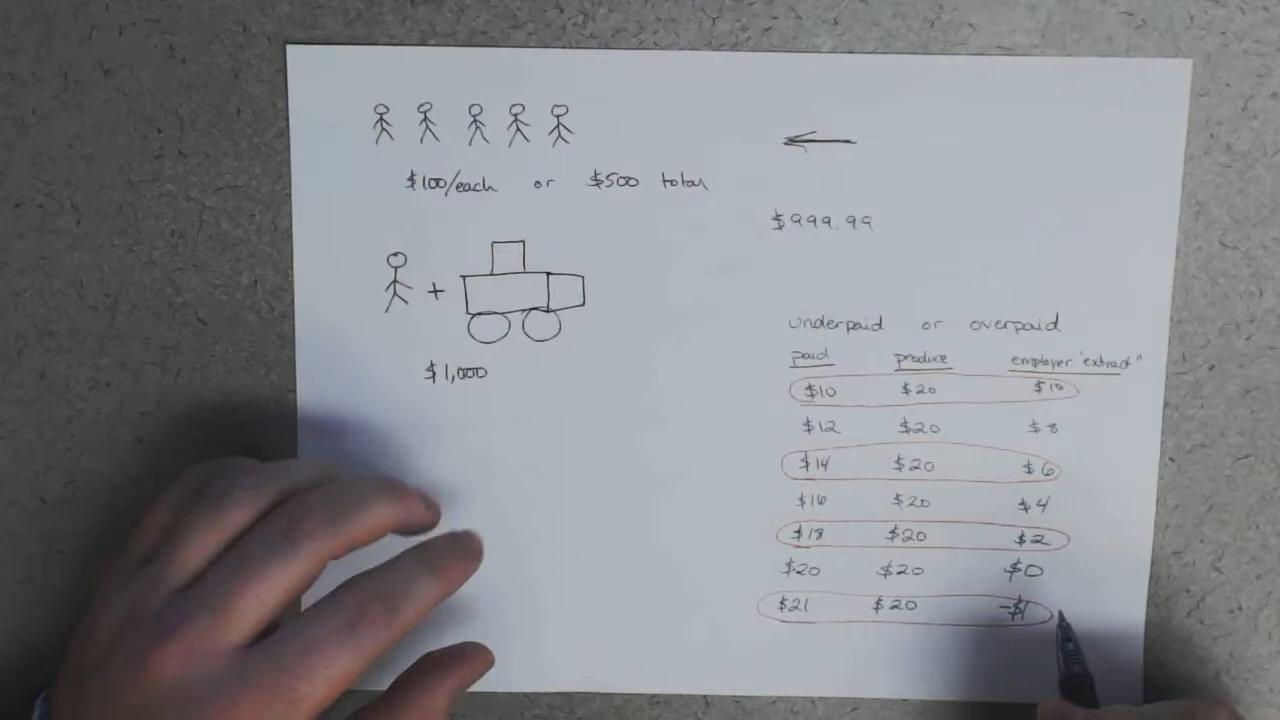 $100/each or $500 total
$999.99
$1,000
underpaid or overpaid
paid produce employer "extract"
$10 $20 $10
$12 $20 $8
$14 $20 $6
$16 $20 $4
$18 $20 $2
$20 $20 $0
$21 $20 -$1